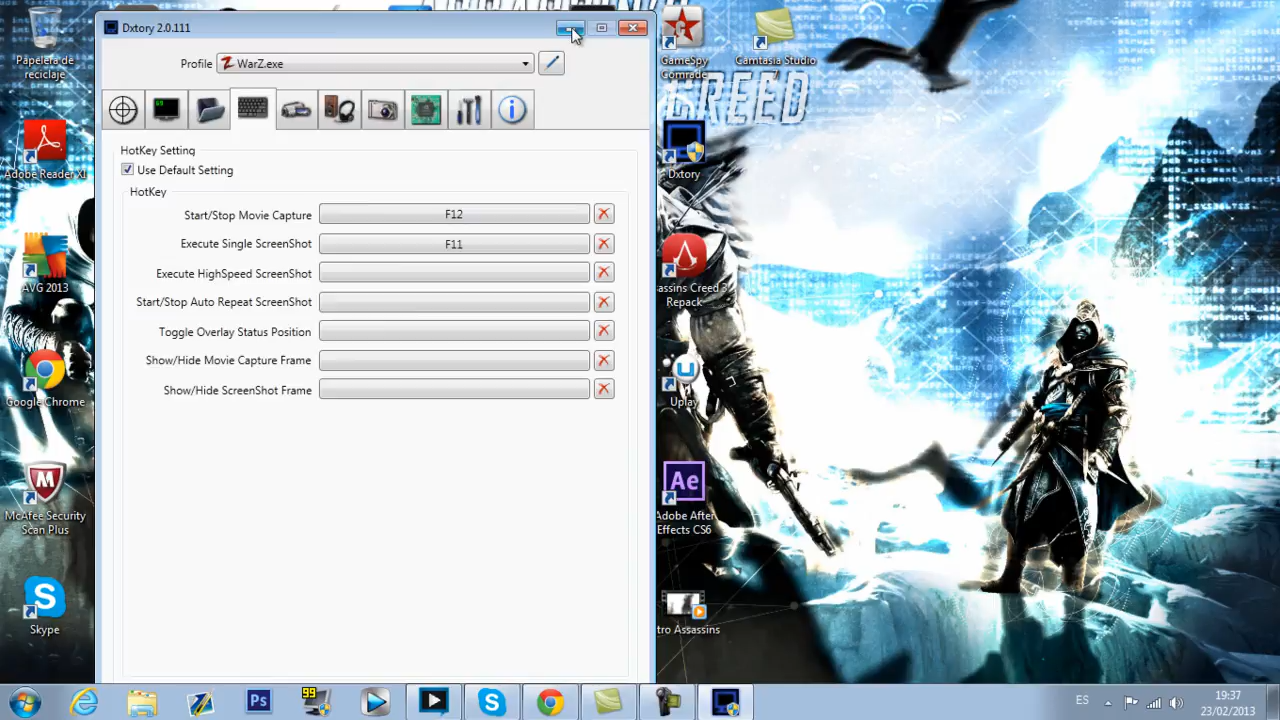 Dxtory 2.0.111
Profile
WarZ.exe
HotKey Setting
Use Default Setting
HotKey
Start/Stop Movie Capture
F12
Execute Single ScreenShot
F11
Execute HighSpeed ScreenShot
Start/Stop Auto Repeat ScreenShot
Toggle Overlay Status Position
Show/Hide Movie Capture Frame
Show/Hide ScreenShot Frame
Papelera de
reciclaje
Adobe Reader XI
AVG 2013
Google Chrome
McAfee Security
Scan Plus
Skype
GameSpy
Comrade
Camtasia Studio
7
CREED
Dxtory
Assassins Creed 3
Repack
Uplay
Ae
Adobe After
Effects CS6
tro Assassins
Ps
99
ES
19:37
23/02/2013